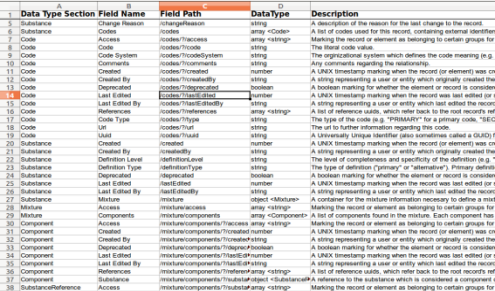 A B C D E
1 Data Type Section Field Name Field Path DataType Description
5 Substance Change Reason /changeReason string A description of the reason for the last change to the record.
6 Substance Codes /codes array <Code> A list of codes used for this record, containing external identifiers
7 Code Access /codes/?/access array <string> Marking the record or element as belonging to certain groups for
8 Code Code /codes/?/code string The literal code value.
9 Code Code System /codes/?/codeSystem string The orginizational system which defines the code meaning (e.g.
10 Code Comments /codes/?/comments string Any comments regarding the relationship.
11 Code Created /codes/?/created number A UNIX timestamp marking when the record (or element) was cr
12 Code Created By /codes/?/createdBy string A string representing a user or entity which originally created the
13 Code Deprecated /codes/?/deprecated boolean A boolean marking for whether the element or record is consider
14 Code Last Edited /codes/?/lastEdited number A UNIX timestamp marking when the record was last edited (or
15 Code Last Edited By /codes/?/lastEditedBy string A string representing a user or entity which last edited the record
16 Code References /codes/?/references array <string> A list of reference uuids, which refer back to the root record's ref
17 Code Code Type /codes/?/type string The type of the code (e.g. "PRIMARY" for a primary code, "SEC
18 Code Url /codes/?/url string The url to further information regarding this code.
19 Code Uuid /codes/?/uuid string A Universally Unique Identifier (also sometimes called a GUID) f
20 Substance Created /created number A UNIX timestamp marking when the record (or element) was cr
21 Substance Created By /createdBy string A string representing a user or entity which originally created the
22 Substance Definition Level /definitionLevel string The level of completeness and specificity of the definition (e.g. "
23 Substance Definition Type /definitionType string The type of definition ("primary" or "alternative"). Primary definiti
24 Substance Deprecated /deprecated boolean A boolean marking for whether the element or record is consider
25 Substance Last Edited /lastEdited number A UNIX timestamp marking when the record was last edited (or
26 Substance Last Edited By /lastEditedBy string A string representing a user or entity which last edited the record
27 Substance Mixture /mixture object <Mixture> A container for the mixture information necessary to define a mixt
28 Mixture Access /mixture/access array <string> Marking the record or element as belonging to certain groups for
29 Mixture Components /mixture/components array <Component> A list of components found in the mixture. Each component has
30 Component Access /mixture/components/?/access array <string> Marking the record or element as belonging to certain groups for
31 Component Created /mixture/components/?/created number A UNIX timestamp marking when the record (or element) was cr
32 Component Created By /mixture/components/?/create string A string representing a user or entity which originally created the
33 Component Deprecated /mixture/components/?/deprec boolean A boolean marking for whether the element or record is consider
34 Component Last Edited /mixture/components/?/lastEdi number A UNIX timestamp marking when the record was last edited (or
35 Component Last Edited By /mixture/components/?/lastEdi string A string representing a user or entity which last edited the record
36 Component References /mixture/components/?/referen array <string> A list of reference uuids, which refer back to the root record's ref
37 Component Substance /mixture/components/?/substa object <SubstanceR A reference to the substance which is considered a component
38 SubstanceReference Access /mixture/components/?/substa array <string> Marking the record or element as belonging to certain groups for